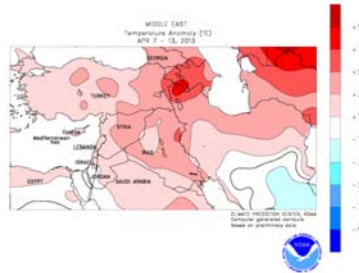 MIDDLE EAST
Temperature Anomaly (°C)
APR 7 - 13, 2013
GEORGIA
TURKEY
SYRIA
Mediterranean
Sea
LEBANON
IRAQ
ISRAEL
JORDAN
EGYPT
SAUDI ARABIA
CLIMATE PREDICTION CENTER, NOAA
Computer generated contours
Based on preliminary data